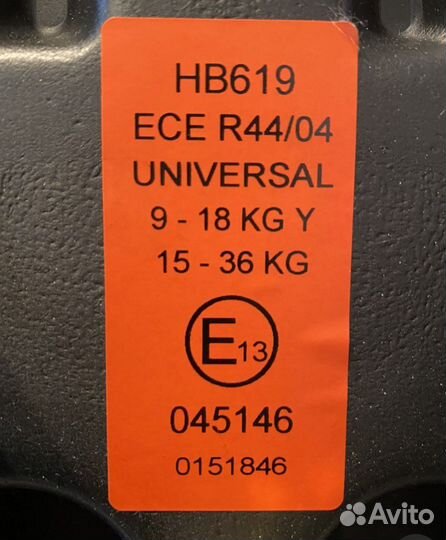 HB619
ECE R44/04
UNIVERSAL
9 - 18 KG Y
15 - 36 KG
E13
045146
0151846
Avito